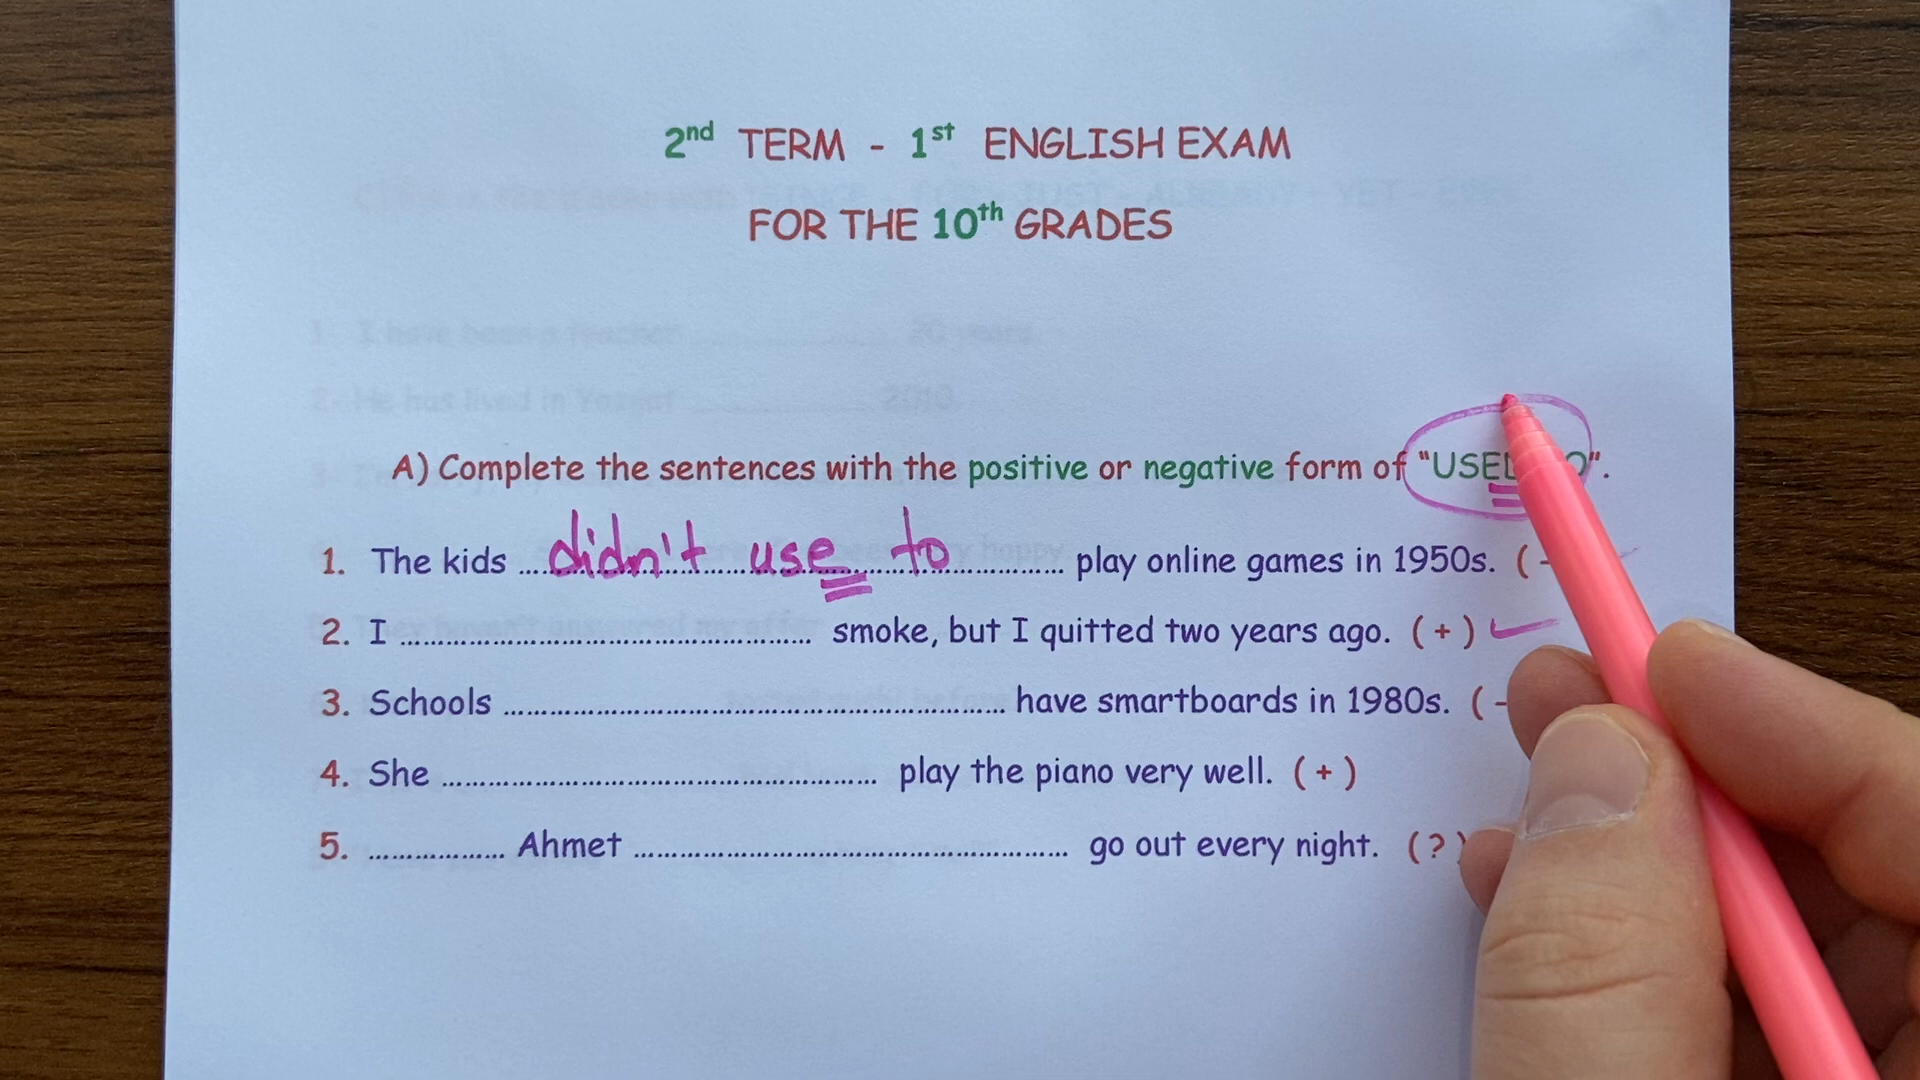 2nd TERM - 1st ENGLISH EXAM
FOR THE 10th GRADES
A) Complete the sentences with the positive or negative form of "USED TO".
1. The kids ...didn't use to... play online games in 1950s. ( -
2. I ........................ smoke, but I quitted two years ago. ( + )
3. Schools ........................ have smartboards in 1980s. ( -
4. She ........................ play the piano very well. ( + )
5. ............ Ahmet ........................ go out every night. ( ? )